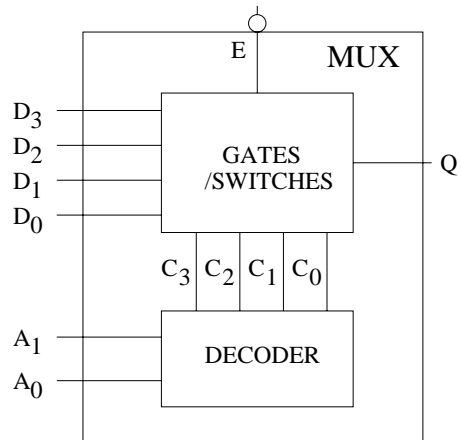 E
MUX
D3
D2
D1
D0
GATES
/SWITCHES
Q
C3 C2 C1 C0
A1
A0
DECODER